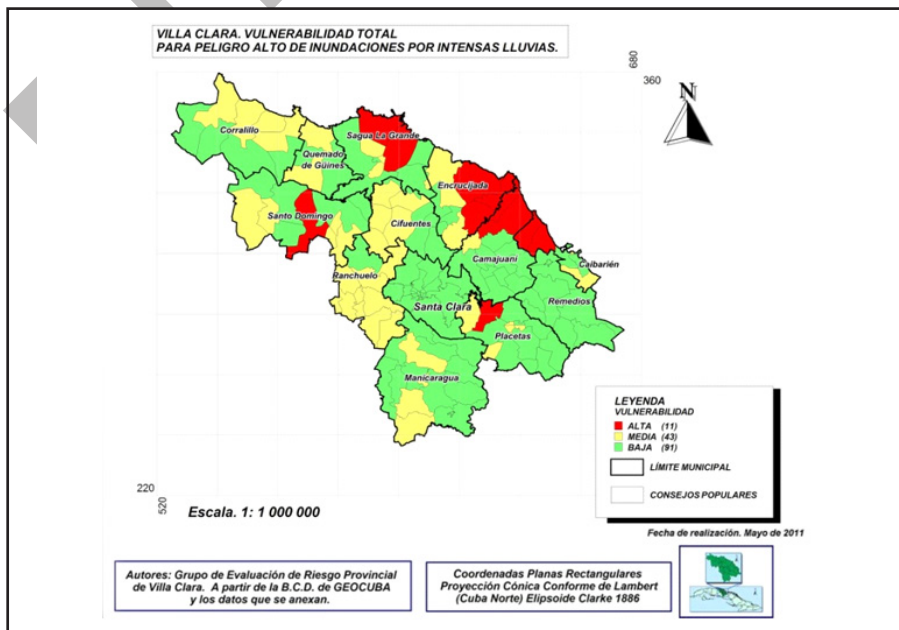 VILLA CLARA. VULNERABILIDAD TOTAL
PARA PELIGRO ALTO DE INUNDACIONES POR INTENSAS LLUVIAS.
680
360
N
Corralillo
Sagua La Grande
Quemado
de Güines
Encrucijada
Santo Domingo
Cifuentes
Camajuaní
Caibarién
Ranchuelo
Santa Clara
Remedios
Placetas
Manicaragua
LEYENDA
VULNERABILIDAD
ALTA (11)
MEDIA (43)
BAJA (91)
LÍMITE MUNICIPAL
CONSEJOS POPULARES
220
520
Escala. 1: 1 000 000
Fecha de realización. Mayo de 2011
Autores: Grupo de Evaluación de Riesgo Provincial
de Villa Clara. A partir de la B.C.D. de GEOCUBA
y los datos que se anexan.
Coordenadas Planas Rectangulares
Proyección Cónica Conforme de Lambert
(Cuba Norte) Elipsoide Clarke 1886